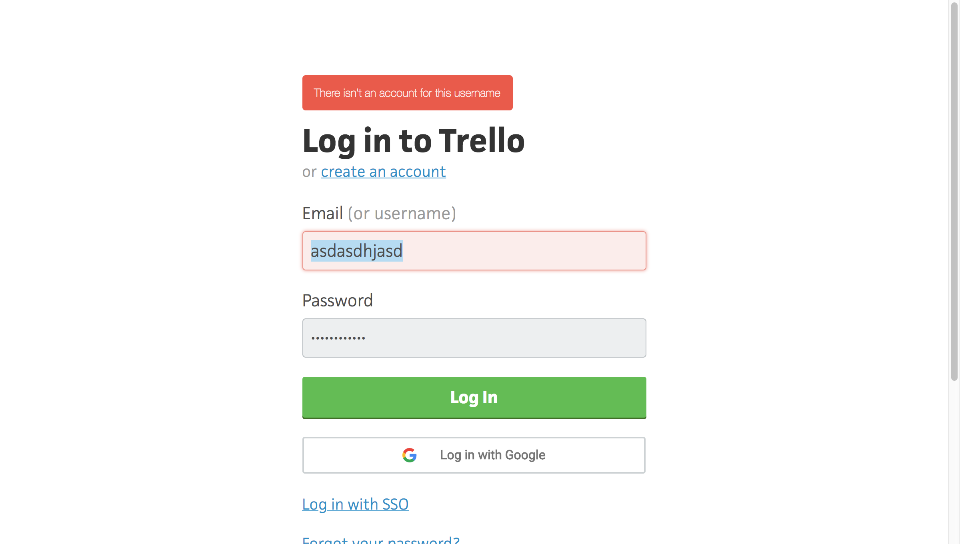 There isn't an account for this username
Log in to Trello
or create an account
Email (or username)
asdasdhjasd
Password
••••••••••••
Log In
Log in with Google
Log in with SSO
Forgot your password?